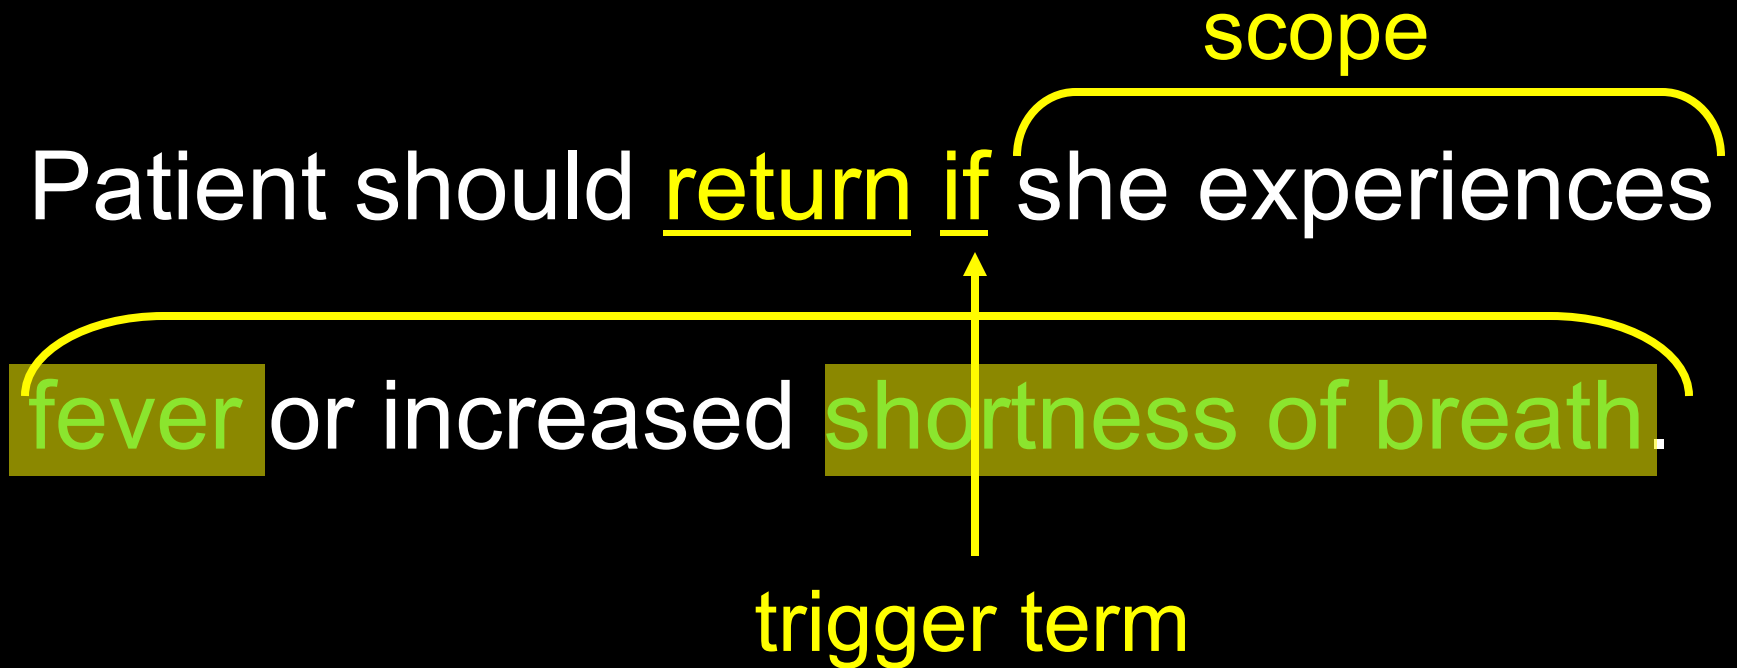 scope
Patient should return if she experiences
fever or increased shortness of breath.
trigger term